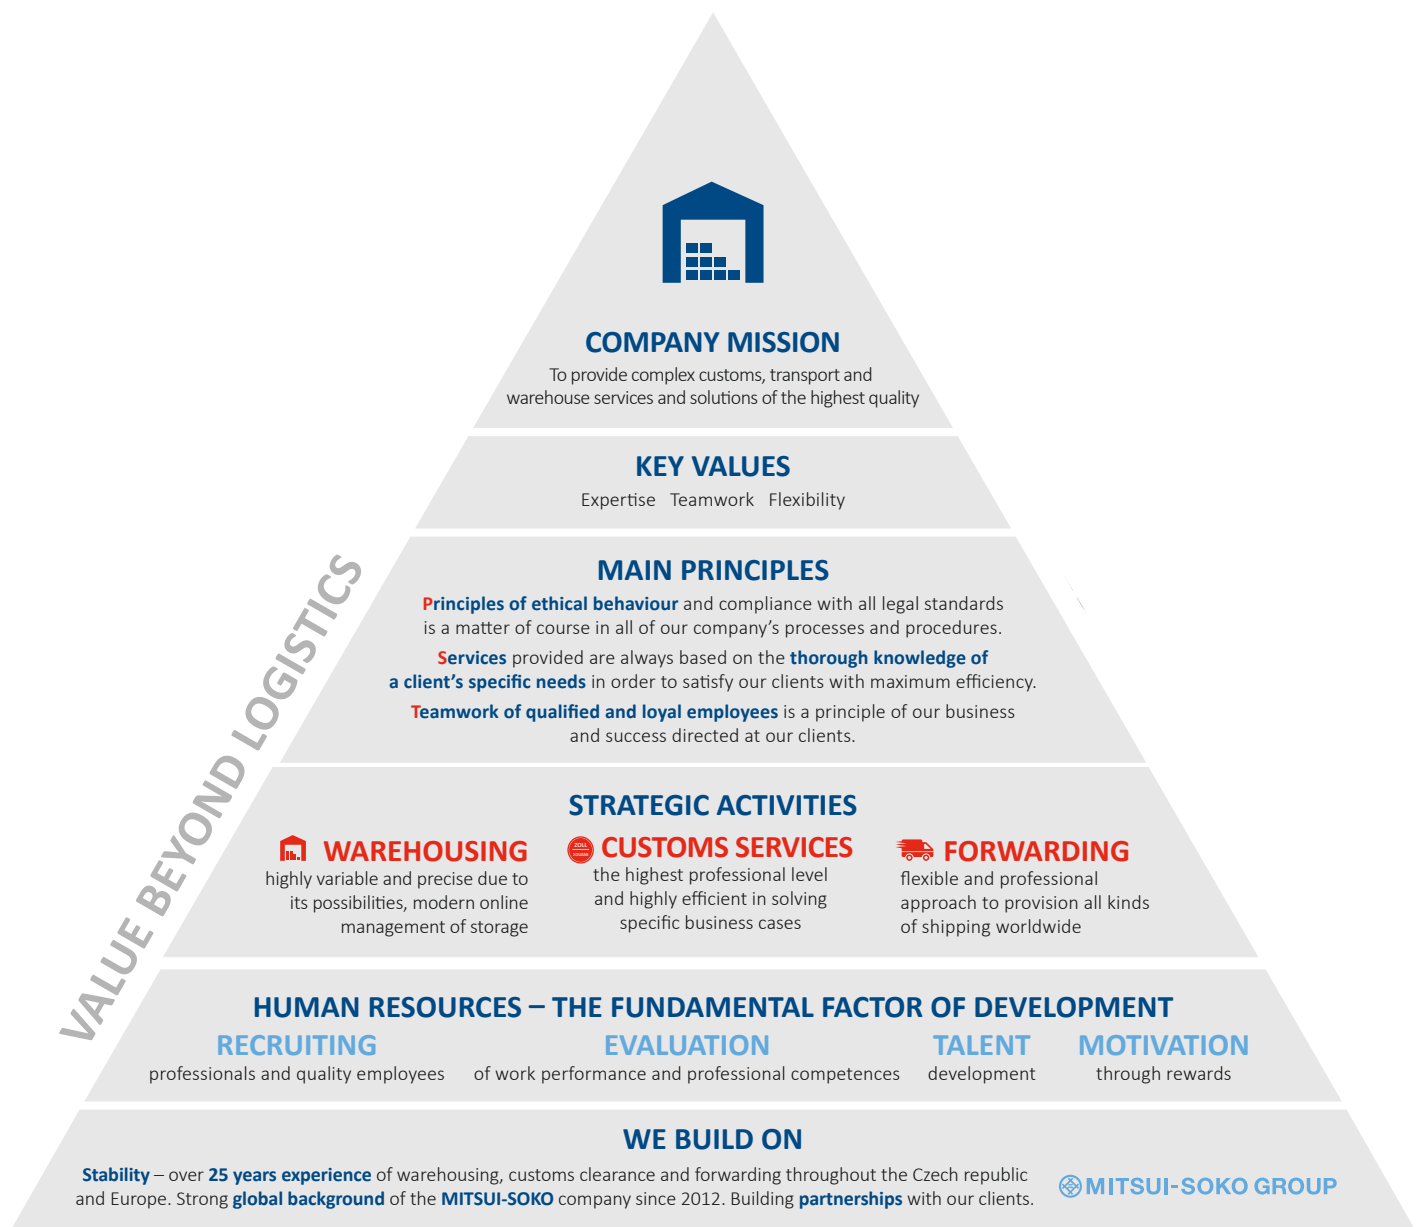 COMPANY MISSION
To provide complex customs, transport and
warehouse services and solutions of the highest quality
KEY VALUES
Expertise Teamwork Flexibility
MAIN PRINCIPLES
Principles of ethical behaviour and compliance with all legal standards
is a matter of course in all of our company's processes and procedures.
Services provided are always based on the thorough knowledge of
a client's specific needs in order to satisfy our clients with maximum efficiency.
Teamwork of qualified and loyal employees is a principle of our business
and success directed at our clients.
VALUE BEYOND LOGISTICS
STRATEGIC ACTIVITIES
WAREHOUSING
highly variable and precise due to
its possibilities, modern online
management of storage
ZOLL
DOUANE
CUSTOMS SERVICES
the highest professional level
and highly efficient in solving
specific business cases
FORWARDING
flexible and professional
approach to provision all kinds
of shipping worldwide
HUMAN RESOURCES – THE FUNDAMENTAL FACTOR OF DEVELOPMENT
RECRUITING
professionals and quality employees
EVALUATION
of work performance and professional competences
TALENT
development
MOTIVATION
through rewards
WE BUILD ON
Stability – over 25 years experience of warehousing, customs clearance and forwarding throughout the Czech republic
and Europe. Strong global background of the MITSUI-SOKO company since 2012. Building partnerships with our clients.
MITSUI-SOKO GROUP